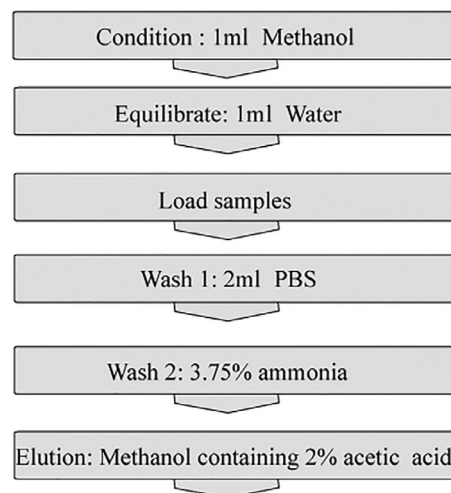 Condition : 1ml Methanol
Equilibrate: 1ml Water
Load samples
Wash 1: 2ml PBS
Wash 2: 3.75% ammonia
Elution: Methanol containing 2% acetic acid